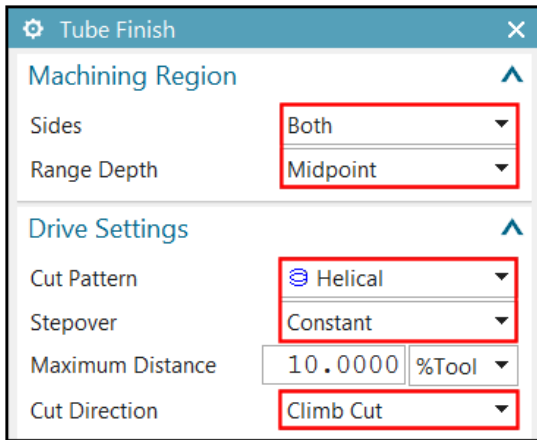 Tube Finish
Machining Region
Sides Both
Range Depth Midpoint
Drive Settings
Cut Pattern Helical
Stepover Constant
Maximum Distance 10.0000 %Tool
Cut Direction Climb Cut